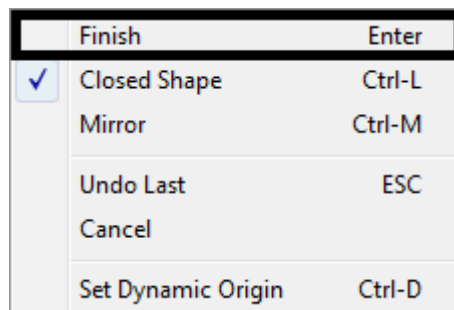 Finish Enter
Closed Shape Ctrl-L
Mirror Ctrl-M
Undo Last ESC
Cancel
Set Dynamic Origin Ctrl-D